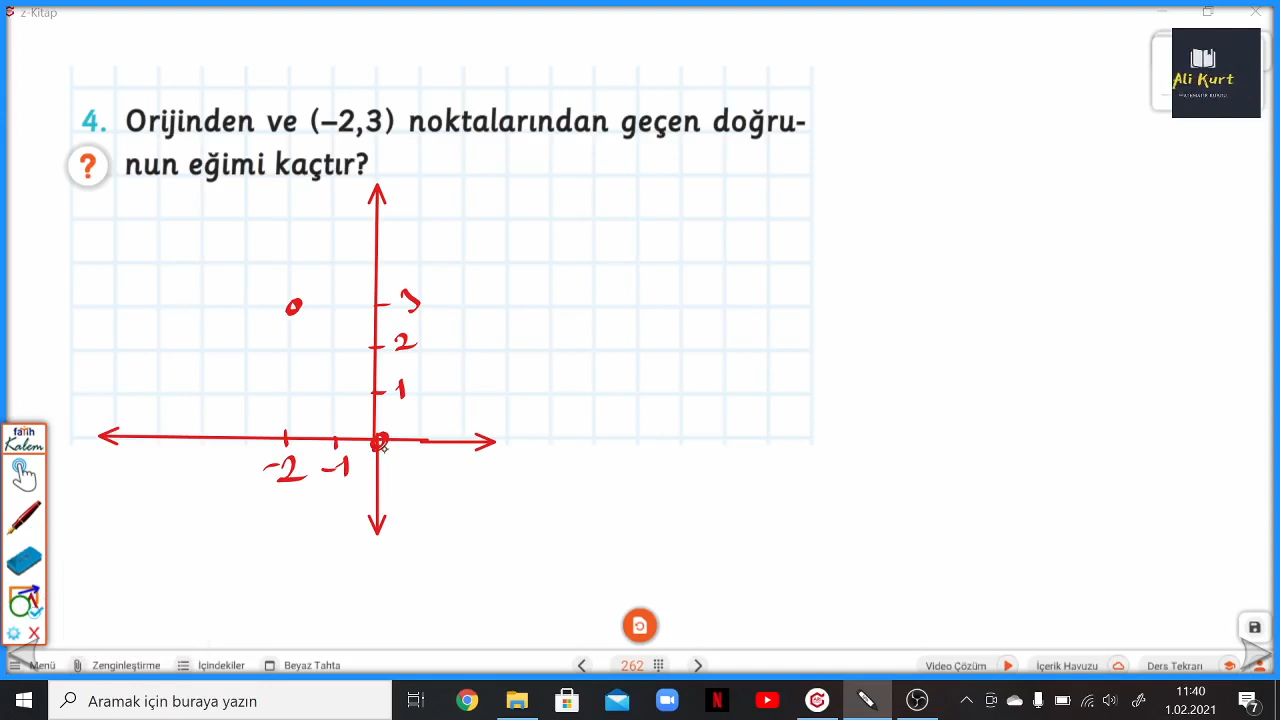 z-Kitap
Ali Kurt
4. Orijinden ve (–2,3) noktalarından geçen doğru-
? nun eğimi kaçtır?
3
2
1
-2 -1
fatih
Kalem
Menü Zenginleştirme İçindekiler Beyaz Tahta 262 Video Çözüm İçerik Havuzu Ders Tekrarı
Aramak için buraya yazın
11:40
1.02.2021
7